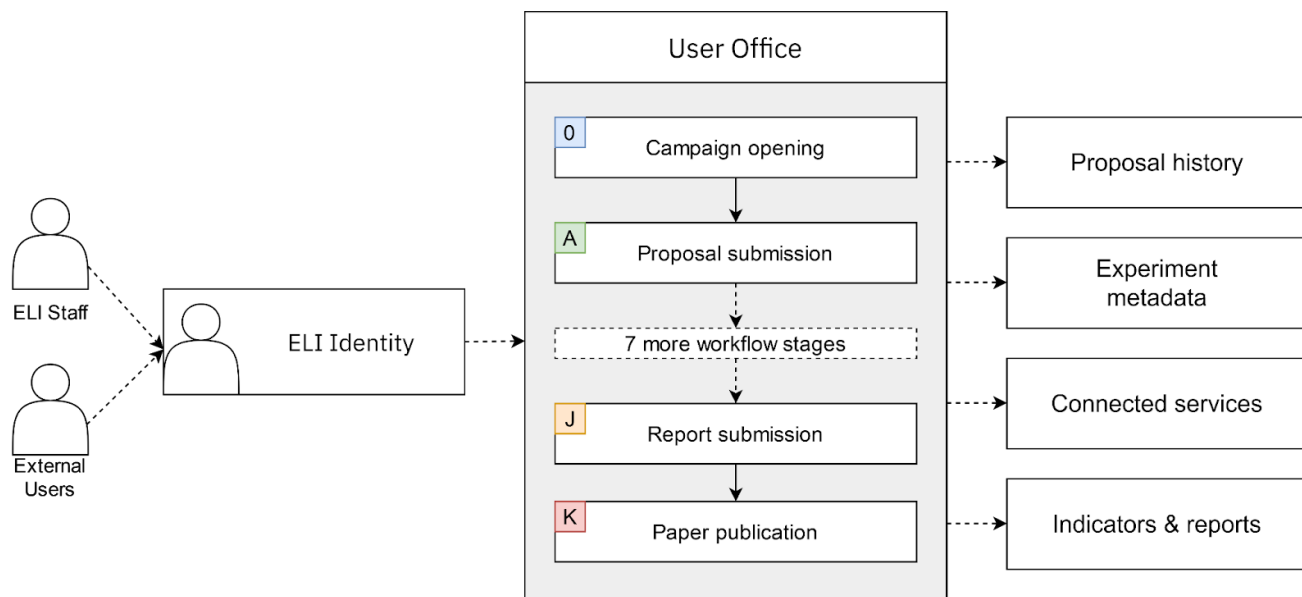 User Office
0
Campaign opening
A
Proposal submission
7 more workflow stages
J
Report submission
K
Paper publication
ELI Staff
External
Users
ELI Identity
Proposal history
Experiment
metadata
Connected services
Indicators & reports